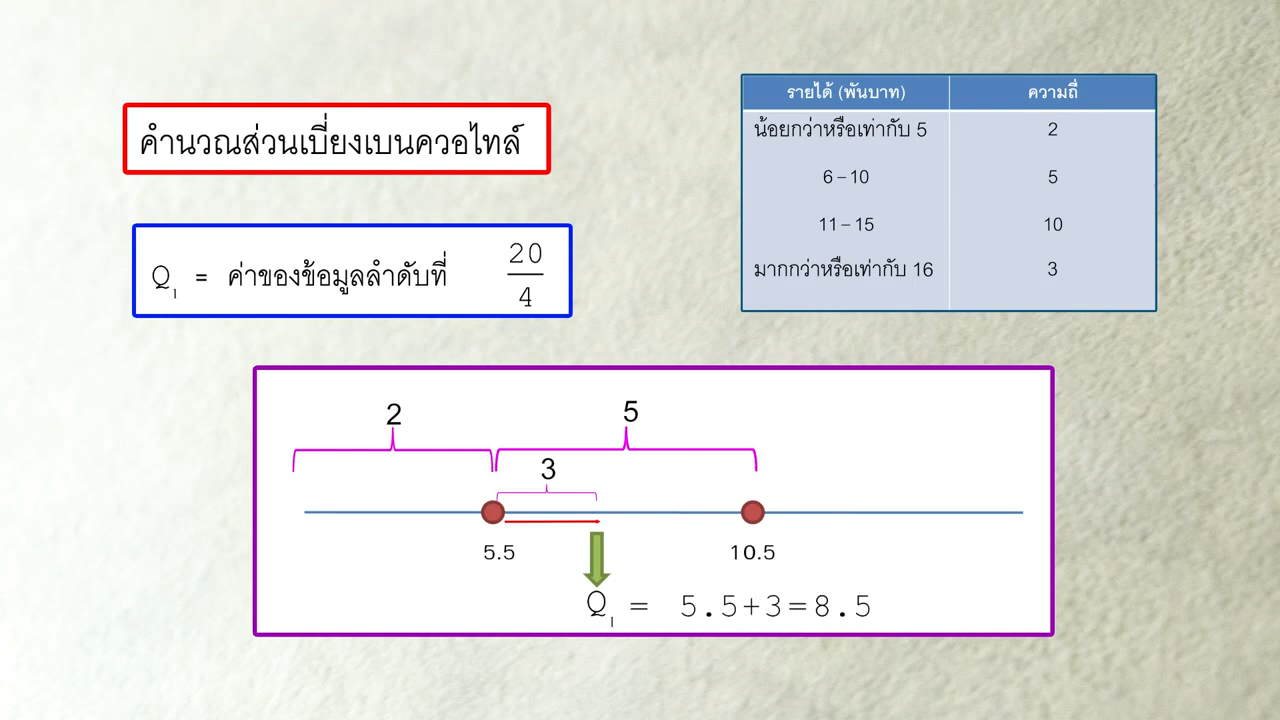 คำนวณส่วนเบี่ยงเบนควอไทล์
Q₁ = ค่าของข้อมูลลำดับที่ 20/4
รายได้ (พันบาท) ความถี่
น้อยกว่าหรือเท่ากับ 5 2
6 – 10 5
11 – 15 10
มากกว่าหรือเท่ากับ 16 3
2 5
3
5.5 10.5
Q₁ = 5.5+3=8.5